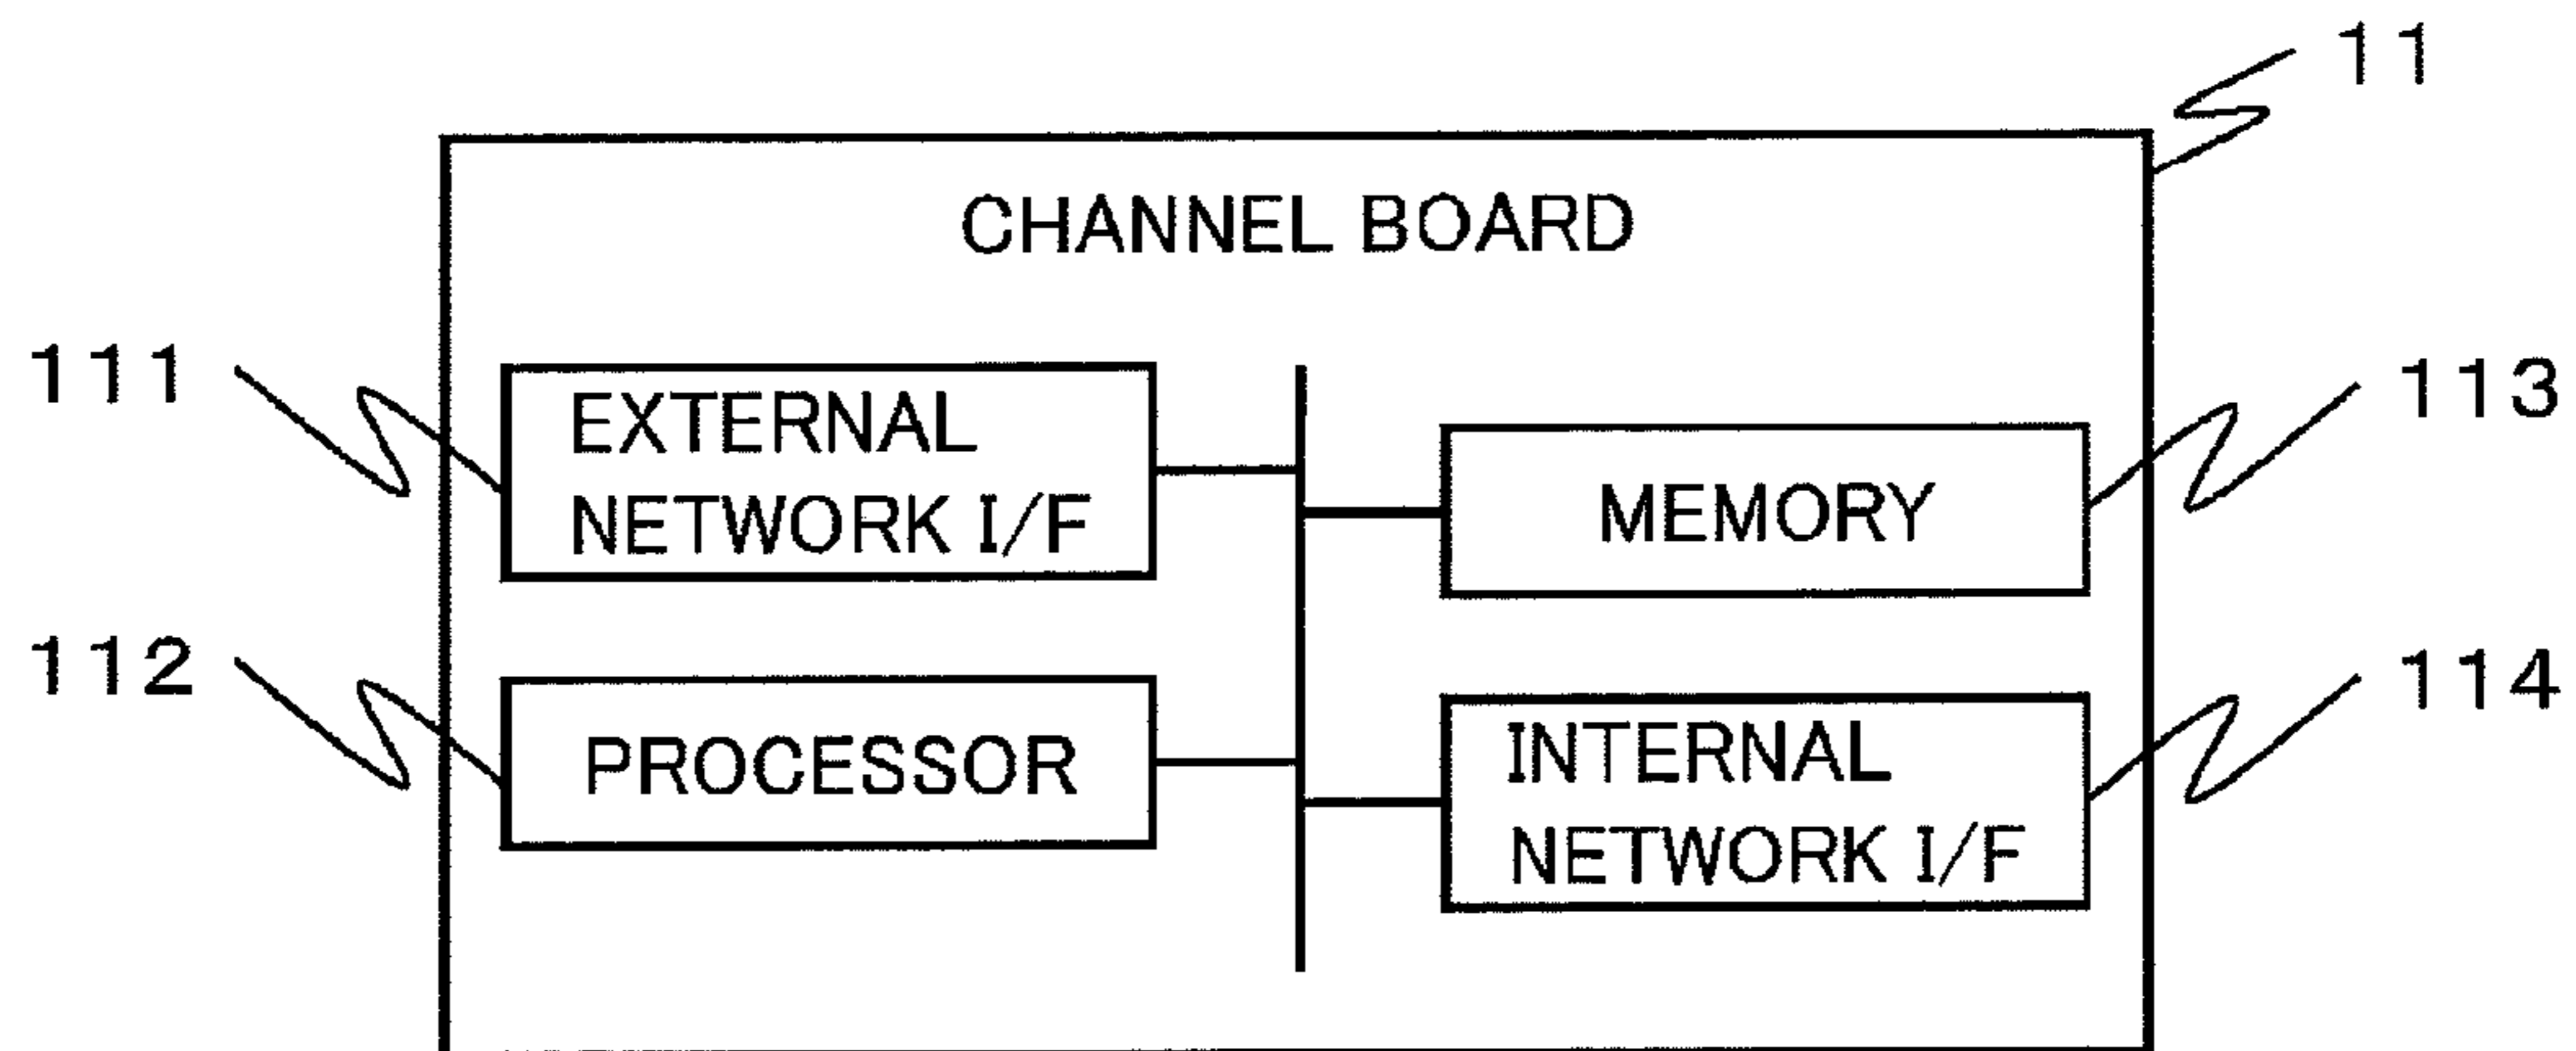 11
CHANNEL BOARD
111
EXTERNAL
NETWORK I/F
113
MEMORY
112
PROCESSOR
114
INTERNAL
NETWORK I/F